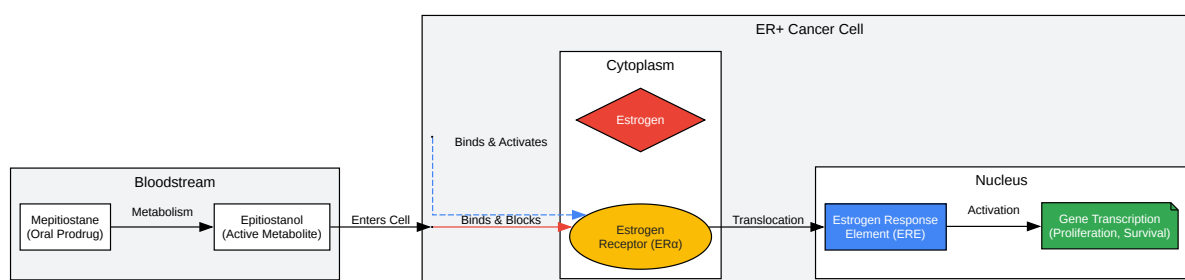 ER+ Cancer Cell
Cytoplasm
Estrogen
Binds & Activates
Bloodstream
Nucleus
Mepitiostane
(Oral Prodrug)
Metabolism
Epitiostanol
(Active Metabolite)
Enters Cell
Binds & Blocks
Estrogen
Receptor (ERα)
Translocation
Estrogen Response
Element (ERE)
Activation
Gene Transcription
(Proliferation, Survival)